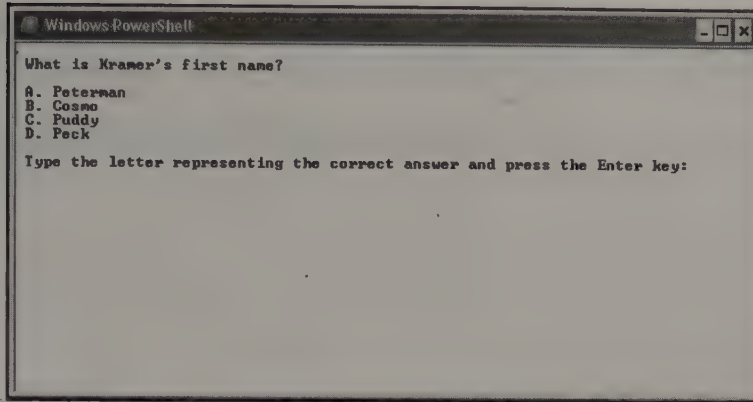 Windows PowerShell
What is Kramer's first name?
A. Peterman
B. Cosmo
C. Puddy
D. Peck
Type the letter representing the correct answer and press the Enter key: